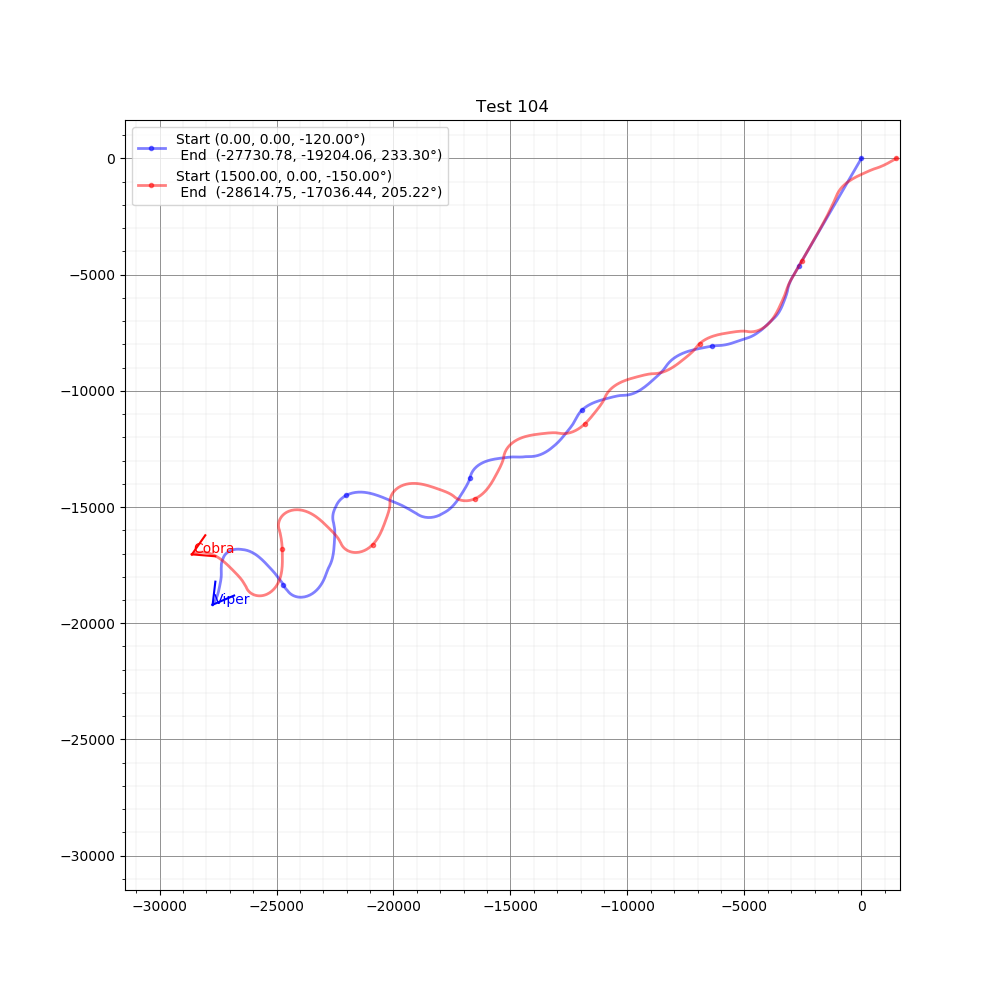 Test 104
Start (0.00, 0.00, -120.00°)
End (-27730.78, -19204.06, 233.30°)
Start (1500.00, 0.00, -150.00°)
End (-28614.75, -17036.44, 205.22°)
0
−5000
−10000
−15000
−20000
−25000
−30000
Cobra
Viper
−30000 −25000 −20000 −15000 −10000 −5000 0